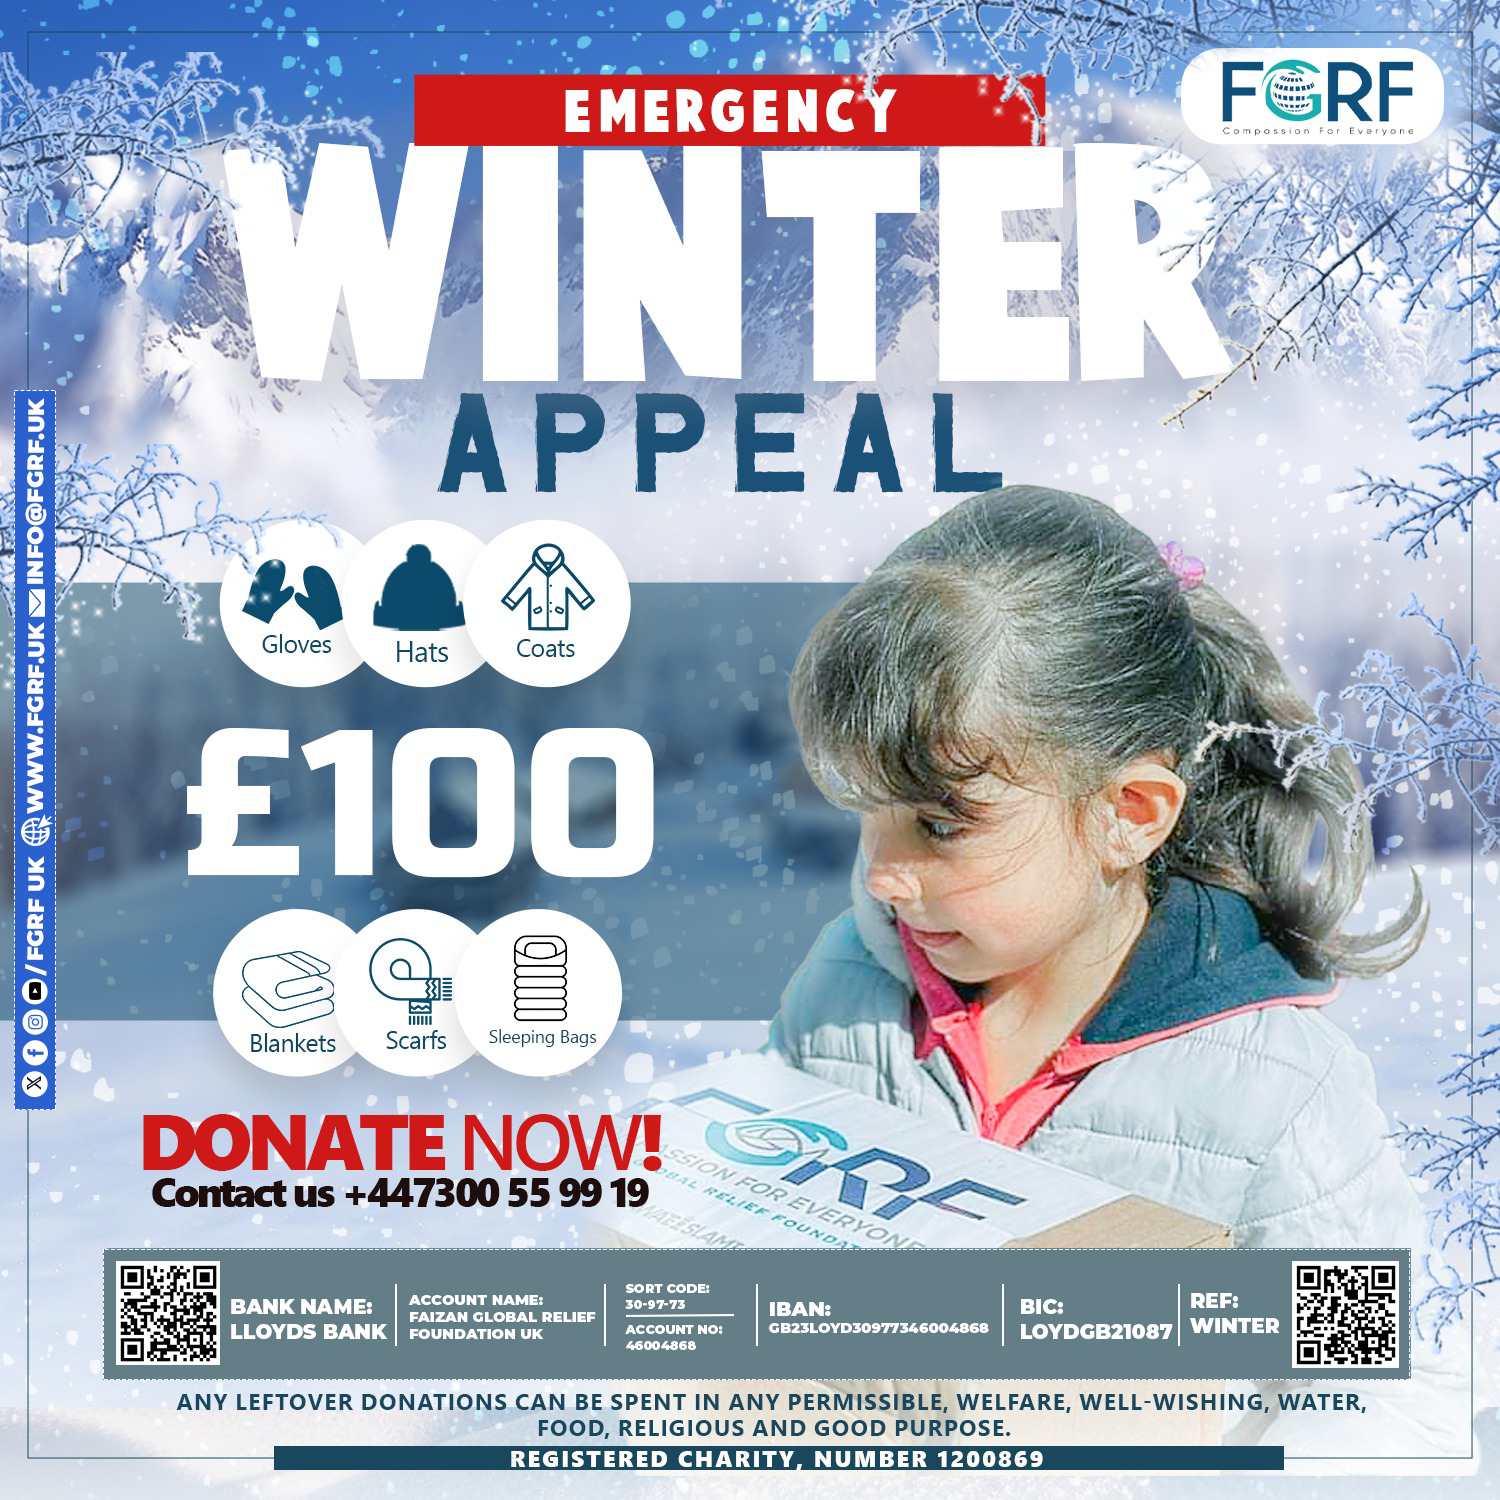 EMERGENCY
FGRF
Compassion For Everyone
WINTER
APPEAL
Gloves
Hats
Coats
£100
Blankets
Scarfs
Sleeping Bags
DONATE NOW!
Contact us +447300 55 99 19
/FGRF UK WWW.FGRF.UK INFO@FGRF.UK
FGRF
PASSION FOR EVERYONE
OBAL RELIEF FOUNDAT
BANK NAME:
LLOYDS BANK
ACCOUNT NAME:
FAIZAN GLOBAL RELIEF
FOUNDATION UK
SORT CODE:
30-97-73
ACCOUNT NO:
46004868
IBAN:
GB23LOYD30977346004868
BIC:
LOYDGB21087
REF:
WINTER
ANY LEFTOVER DONATIONS CAN BE SPENT IN ANY PERMISSIBLE, WELFARE, WELL-WISHING, WATER,
FOOD, RELIGIOUS AND GOOD PURPOSE.
REGISTERED CHARITY, NUMBER 1200869